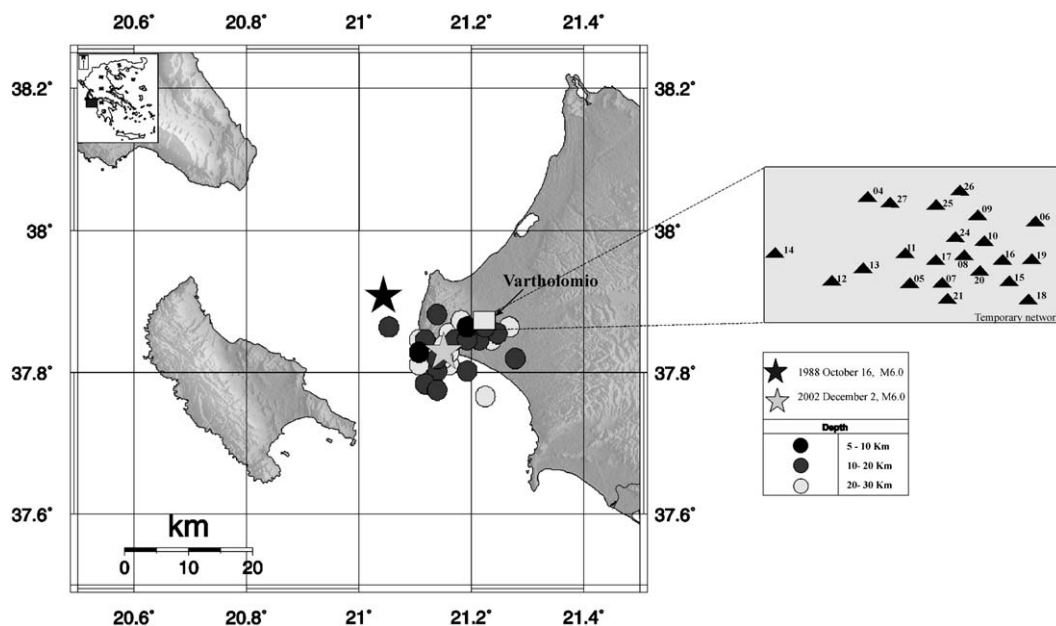 20.6° 20.8° 21° 21.2° 21.4°
38.2° 38.2°
38° 38°
37.8° 37.8°
37.6° 37.6°
Vartholomio
km
0 10 20
20.6° 20.8° 21° 21.2° 21.4°
26
04
27
25
09
06
24
10
14
11
17
08
16
19
13
20
12
05
07
15
21
18
Temporary network
1988 October 16, M6.0
2002 December 2, M6.0
Depth
5 - 10 Km
10- 20 Km
20- 30 Km